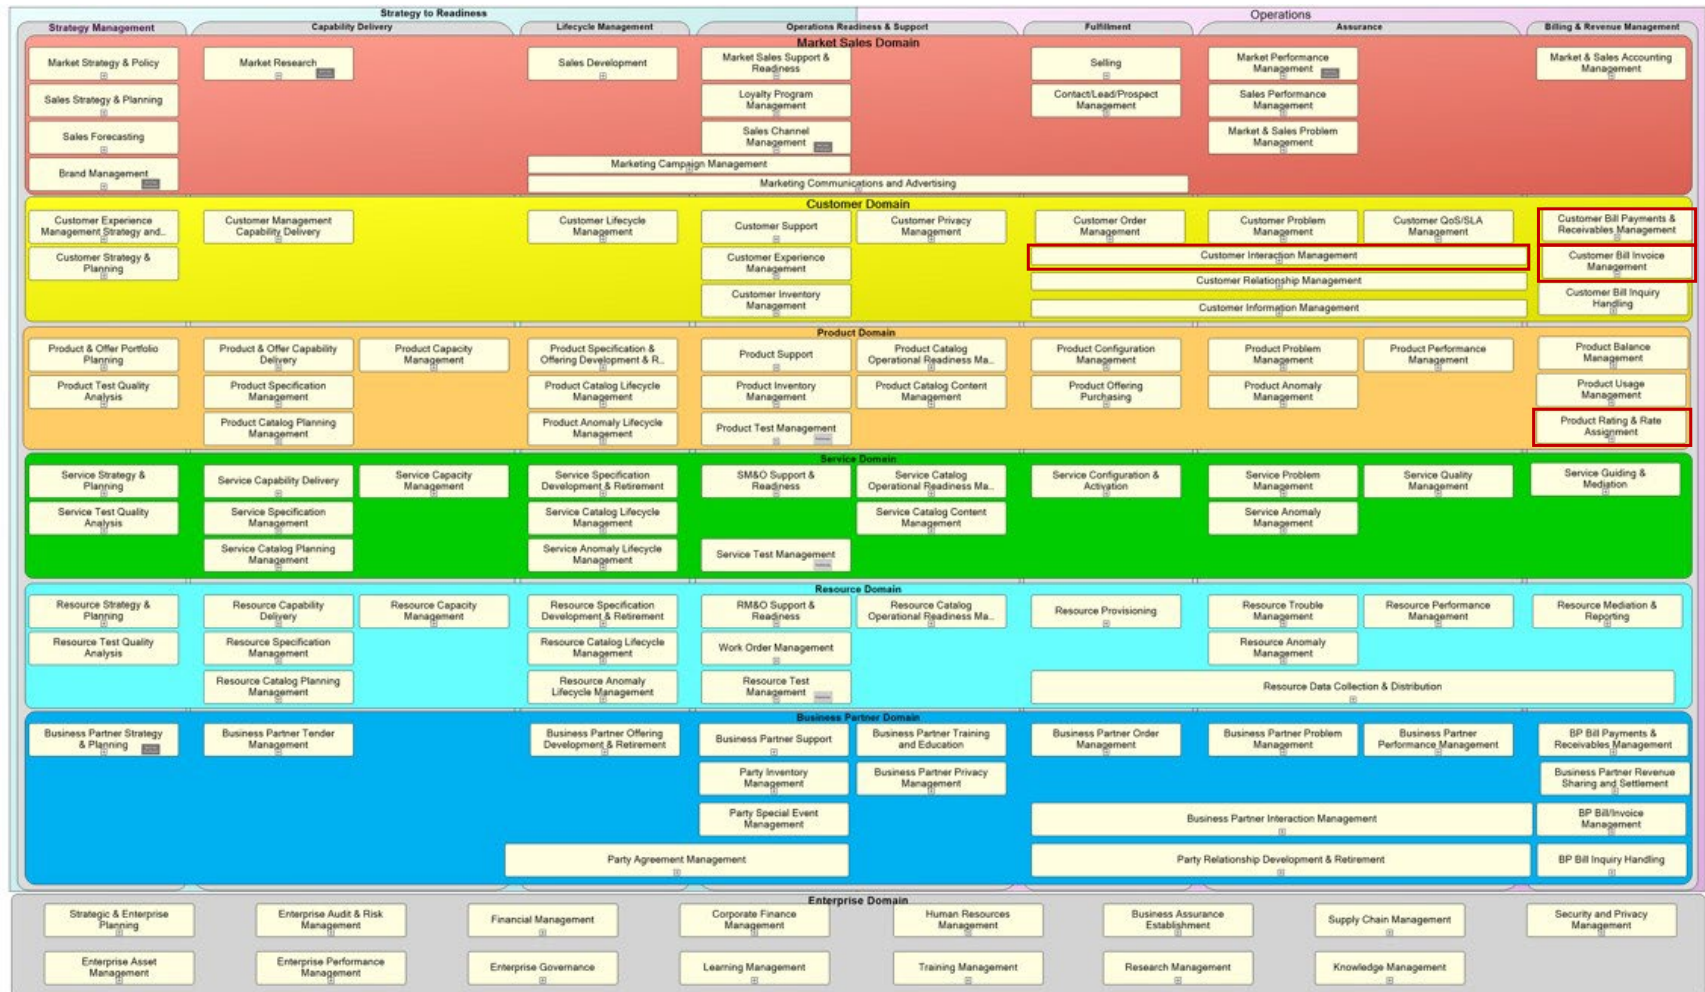 Strategy to Readiness
Operations
Strategy Management
Capability Delivery
Lifecycle Management
Operations Readiness & Support
Fulfillment
Assurance
Billing & Revenue Management
Market Sales Domain
Market Strategy & Policy
Market Research
Sales Development
Market Sales Support &
Readiness
Selling
Market Performance
Management
Market & Sales Accounting
Management
Sales Strategy & Planning
Loyalty Program
Management
Contact/Lead/Prospect
Management
Sales Performance
Management
Sales Forecasting
Sales Channel
Management
Market & Sales Problem
Management
Brand Management
Marketing Campaign Management
Marketing Communications and Advertising
Customer Domain
Customer Experience
Management Strategy and..
Customer Management
Capability Delivery
Customer Lifecycle
Management
Customer Support
Customer Privacy
Management
Customer Order
Management
Customer Problem
Management
Customer QoS/SLA
Management
Customer Bill Payments &
Receivables Management
Customer Strategy &
Planning
Customer Experience
Management
Customer Interaction Management
Customer Bill Invoice
Management
Customer Inventory
Management
Customer Relationship Management
Customer Bill Inquiry
Handling
Customer Information Management
Product Domain
Product & Offer Portfolio
Planning
Product & Offer Capability
Delivery
Product Capacity
Management
Product Specification &
Offering Development & R..
Product Support
Product Catalog
Operational Readiness Ma...
Product Configuration
Management
Product Problem
Management
Product Performance
Management
Product Balance
Management
Product Test Quality
Analysis
Product Specification
Management
Product Catalog Lifecycle
Management
Product Inventory
Management
Product Catalog Content
Management
Product Offering
Purchasing
Product Anomaly
Management
Product Usage
Management
Product Catalog Planning
Management
Product Anomaly Lifecycle
Management
Product Test Management
Product Rating & Rate
Assignment
Service Domain
Service Strategy &
Planning
Service Capability Delivery
Service Capacity
Management
Service Specification
Development & Retirement
SM&O Support &
Readiness
Service Catalog
Operational Readiness Ma...
Service Configuration &
Activation
Service Problem
Management
Service Quality
Management
Service Guiding &
Mediation
Service Test Quality
Analysis
Service Specification
Management
Service Catalog Lifecycle
Management
Service Catalog Content
Management
Service Anomaly
Management
Service Catalog Planning
Management
Service Anomaly Lifecycle
Management
Service Test Management
Resource Domain
Resource Strategy &
Planning
Resource Capability
Delivery
Resource Capacity
Management
Resource Specification
Development & Retirement
RM&O Support &
Readiness
Resource Catalog
Operational Readiness Ma...
Resource Provisioning
Resource Trouble
Management
Resource Performance
Management
Resource Mediation &
Reporting
Resource Test Quality
Analysis
Resource Specification
Management
Resource Catalog Lifecycle
Management
Work Order Management
Resource Anomaly
Management
Resource Catalog Planning
Management
Resource Anomaly
Lifecycle Management
Resource Test
Management
Resource Data Collection & Distribution
Business Partner Domain
Business Partner Strategy
& Planning
Business Partner Tender
Management
Business Partner Offering
Development & Retirement
Business Partner Support
Business Partner Training
and Education
Business Partner Order
Management
Business Partner Problem
Management
Business Partner
Performance Management
BP Bill Payments &
Receivables Management
Party Inventory
Management
Business Partner Privacy
Management
Business Partner Revenue
Sharing and Settlement
Party Special Event
Management
Business Partner Interaction Management
BP Bill/Invoice
Management
Party Agreement Management
Party Relationship Development & Retirement
BP Bill Inquiry Handling
Enterprise Domain
Strategic & Enterprise
Planning
Enterprise Audit & Risk
Management
Financial Management
Corporate Finance
Management
Human Resources
Management
Business Assurance
Establishment
Supply Chain Management
Security and Privacy
Management
Enterprise Asset
Management
Enterprise Performance
Management
Enterprise Governance
Learning Management
Training Management
Research Management
Knowledge Management